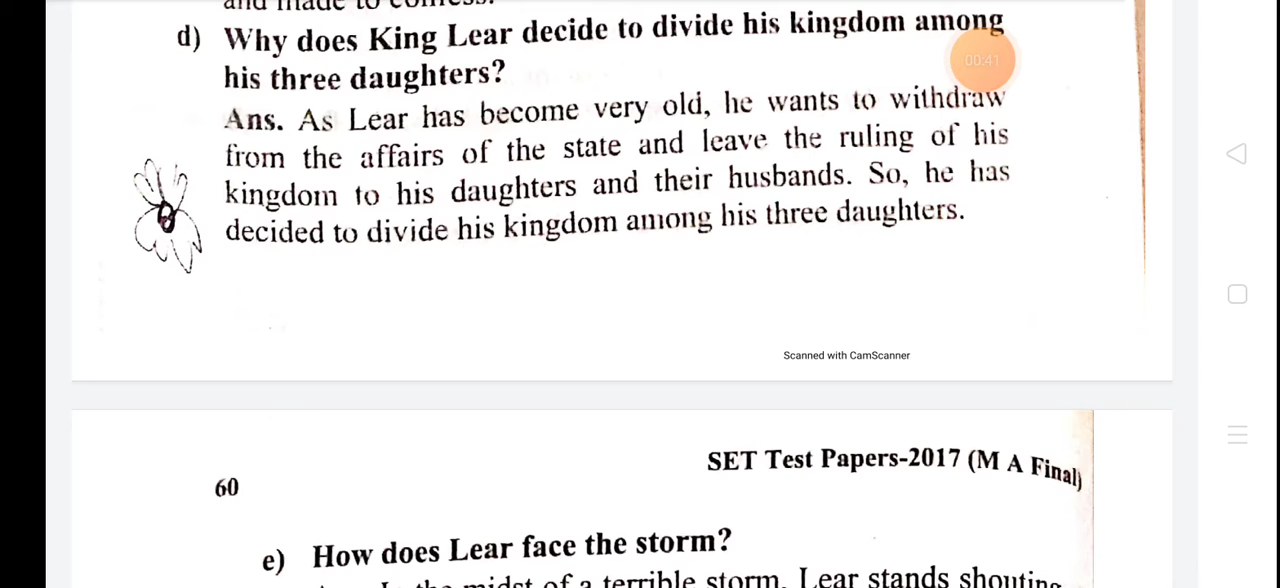 and made to confess.
d) Why does King Lear decide to divide his kingdom among
his three daughters?
00:41
Ans. As Lear has become very old, he wants to withdraw
from the affairs of the state and leave the ruling of his
kingdom to his daughters and their husbands. So, he has
decided to divide his kingdom among his three daughters.
Scanned with CamScanner
SET Test Papers-2017 (M A Final)
60
e) How does Lear face the storm?
midst of a terrible storm, Lear stands shouting